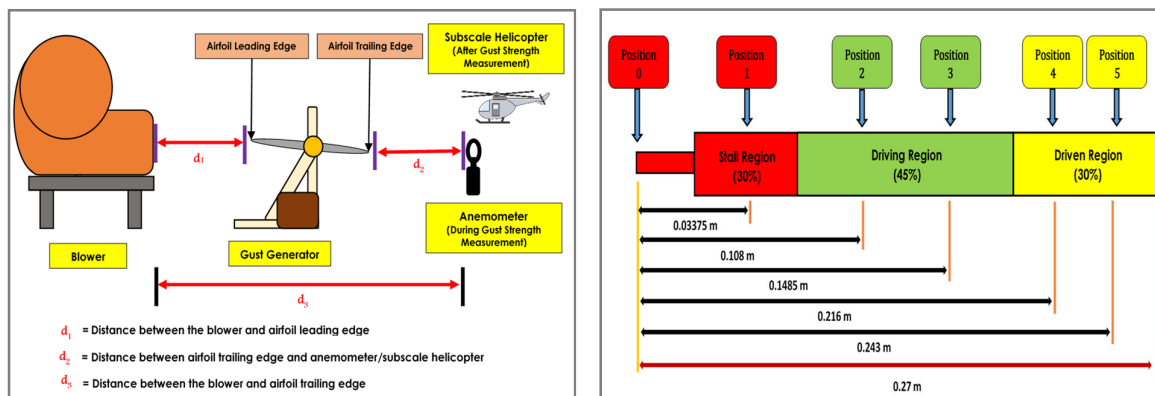 Airfoil Leading Edge
Airfoil Trailing Edge
Subscale Helicopter
(After Gust Strength
Measurement)
d₁
d₂
Anemometer
(During Gust Strength
Measurement)
Blower
Gust Generator
d₃
d₁ = Distance between the blower and airfoil leading edge
d₂ = Distance between airfoil trailing edge and anemometer/subscale helicopter
d₃ = Distance between the blower and airfoil trailing edge
Position
0
Position
1
Position
2
Position
3
Position
4
Position
5
Stall Region
(30%)
Driving Region
(45%)
Driven Region
(30%)
0.03375 m
0.108 m
0.1485 m
0.216 m
0.243 m
0.27 m